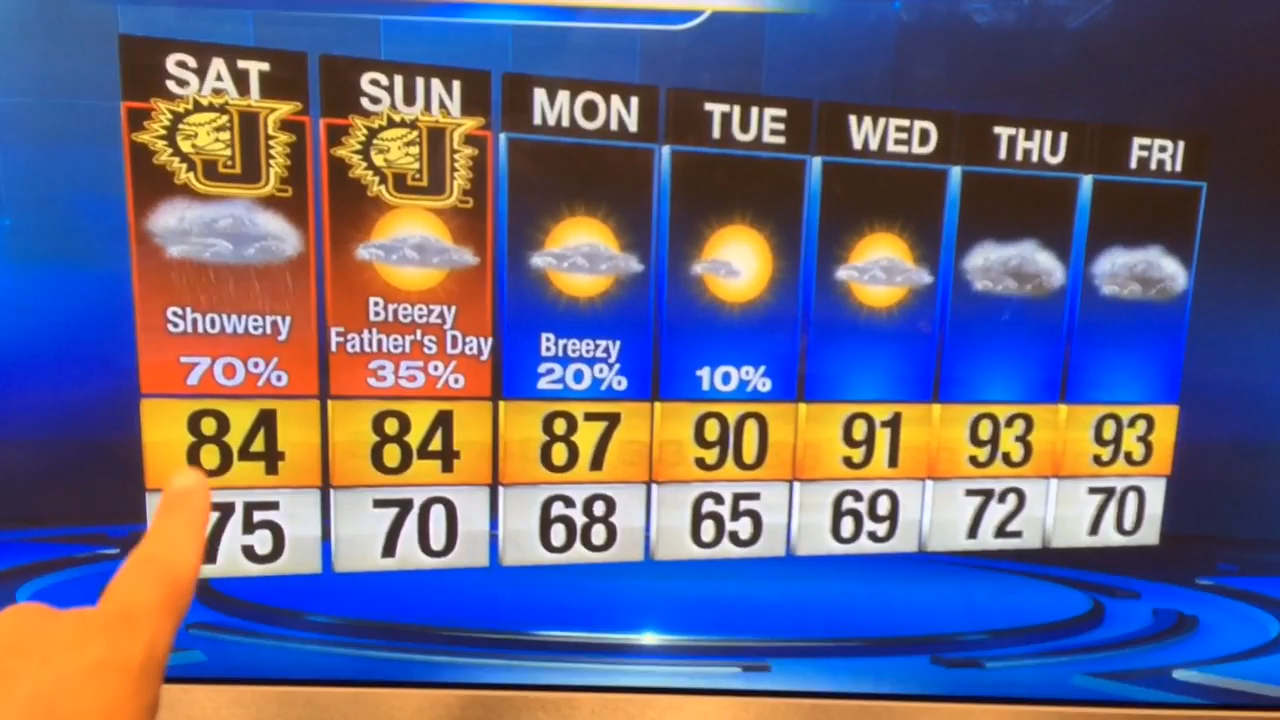 SAT SUN MON TUE WED THU FRI
J J
Showery
70%
Breezy
Father's Day
35%
Breezy
20%
10%
84 84 87 90 91 93 93
75 70 68 65 69 72 70